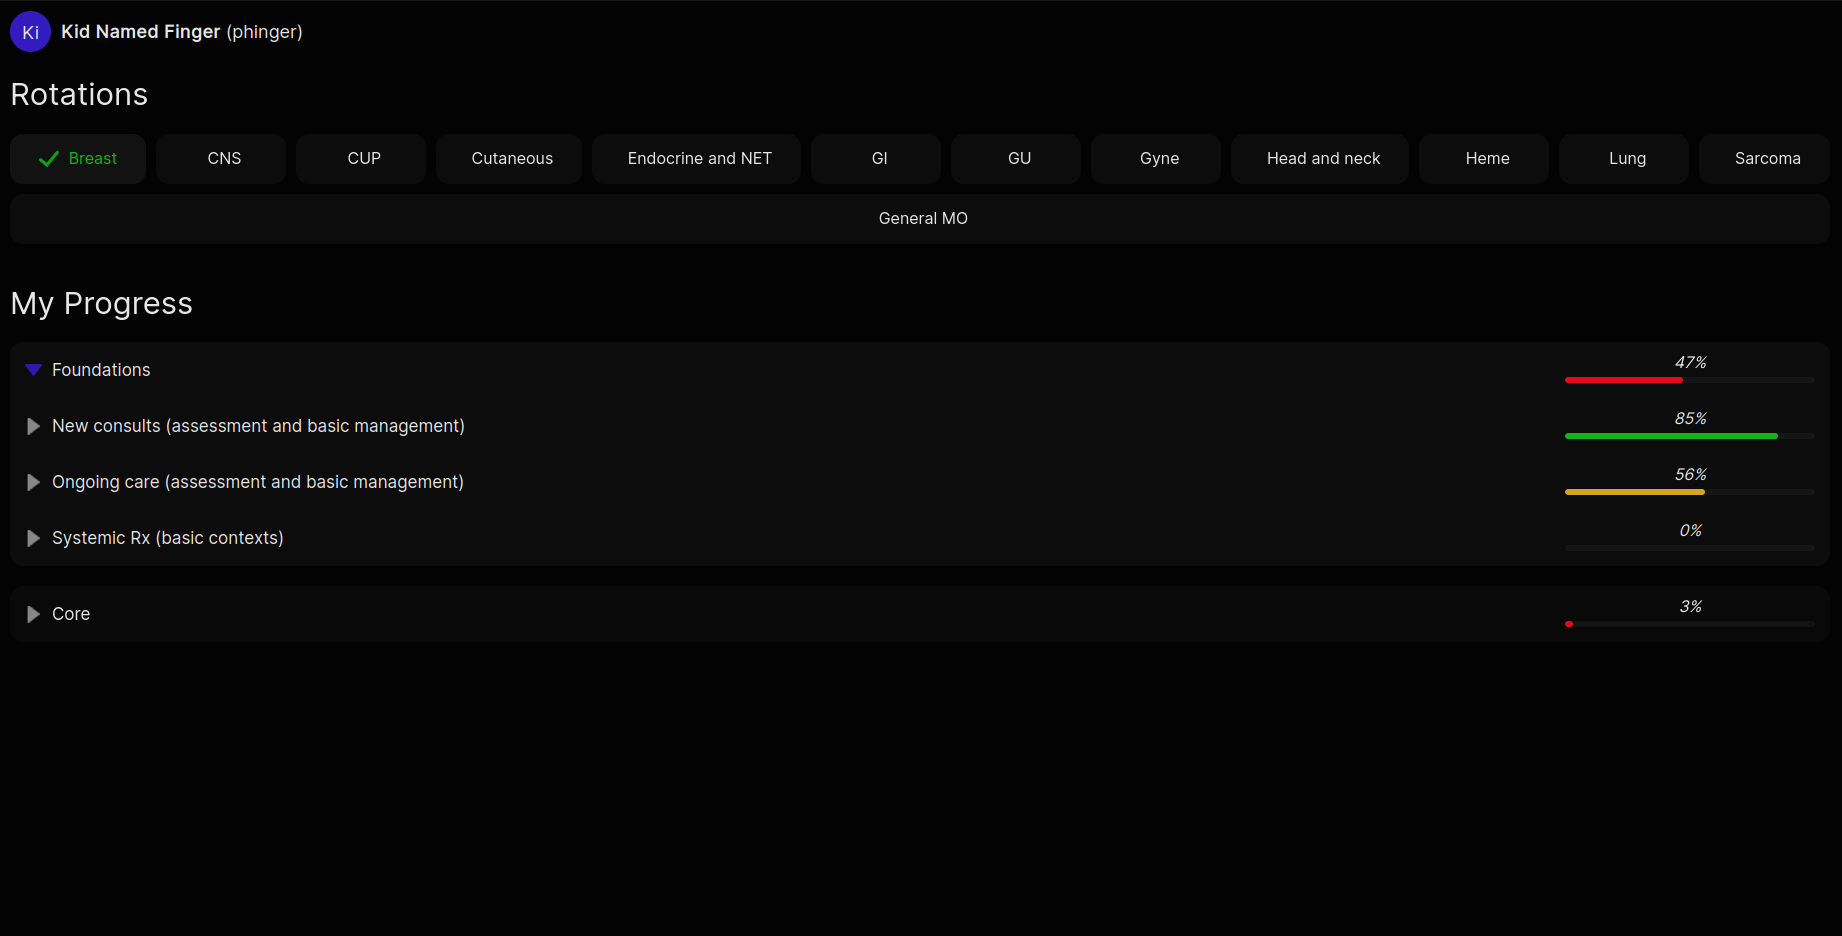 Ki Kid Named Finger (phinger)
Rotations
Breast CNS CUP Cutaneous Endocrine and NET GI GU Gyne Head and neck Heme Lung Sarcoma
General MO
My Progress
Foundations 47%
New consults (assessment and basic management) 85%
Ongoing care (assessment and basic management) 56%
Systemic Rx (basic contexts) 0%
Core 3%